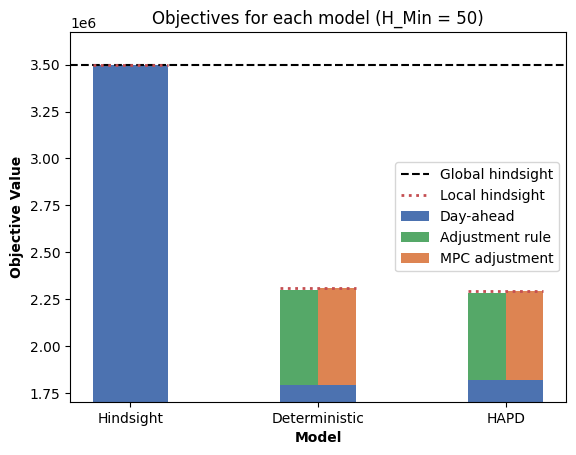 Objectives for each model (H_Min = 50)
1e6
3.50
3.25
3.00
2.75
2.50
2.25
2.00
1.75
Objective Value
Global hindsight
Local hindsight
Day-ahead
Adjustment rule
MPC adjustment
Hindsight
Deterministic
HAPD
Model